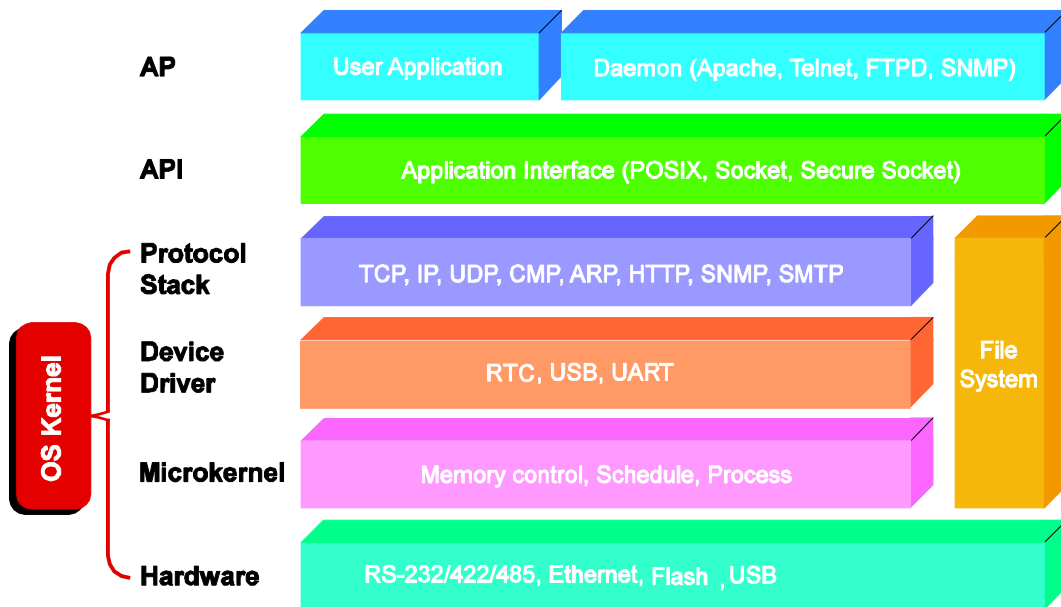 AP
User Application
Daemon (Apache, Telnet, FTPD, SNMP)
API
Application Interface (POSIX, Socket, Secure Socket)
OS Kernel
Protocol
Stack
TCP, IP, UDP, CMP, ARP, HTTP, SNMP, SMTP
Device
Driver
RTC, USB, UART
File
System
Microkernel
Memory control, Schedule, Process
Hardware
RS-232/422/485, Ethernet, Flash , USB